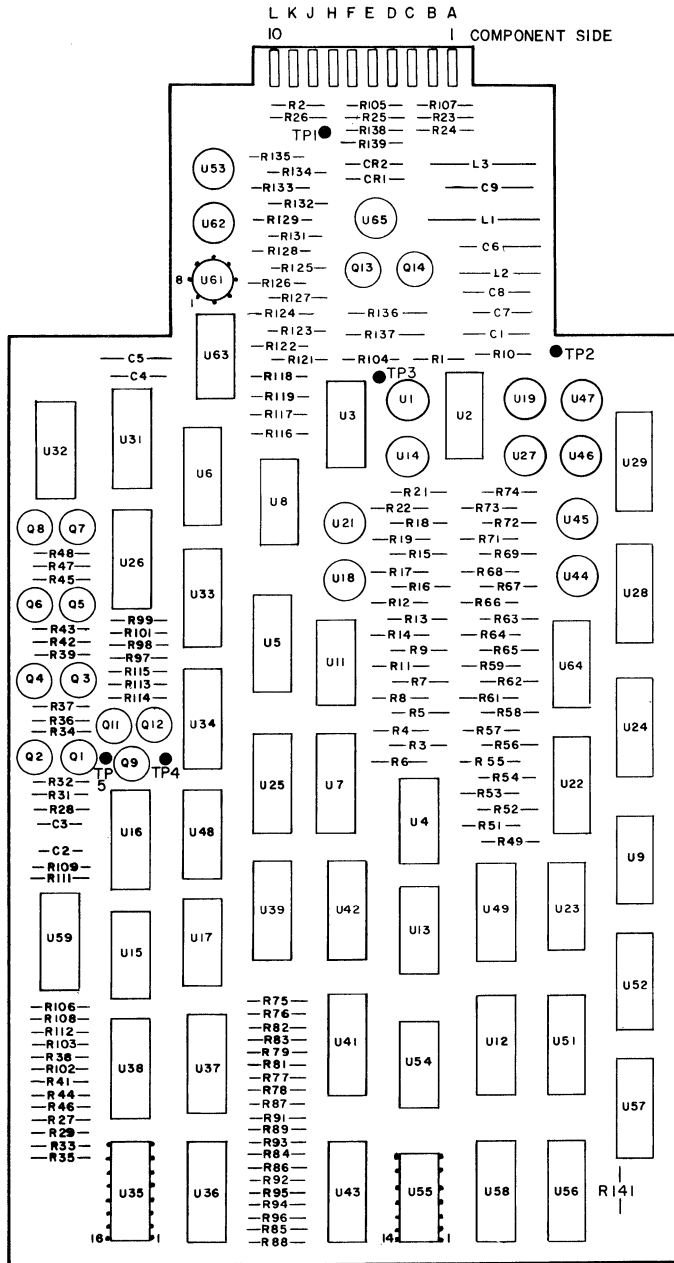 L K J H F E D C B A
10 1 COMPONENT SIDE
R2 R105 R107
R26 R25 R23
R138 R24
TP1 R139
R135 CR2 L3
U53 R134 CR1
R133 C9
R132
U62 R129 U65 L1
R131
R128 C6
R125 Q13 Q14 L2
8 U61 R126 C8
1 R127
R124 R136 C7
R123 R137 C1
U63 R122
C5 R121 R104 R1 R10 TP2
C4 R118 TP3
R119 U1 U19 U47
U32 U31 R117 U3 U2
R116
U6 U14 U27 U46 U29
U8 R21 R74
R22 R73
Q8 Q7 U21 R18 R72 U45
R19 R71
R48 U26 R15 R69
R47 R17 R68
R45 U33 U18 R16 R67 U44 U28
Q6 Q5 R12 R66
R99 R13 R63
R43 R101 R14 R64
R42 R98 U5 U11 R9 R65 U64
R39 R97 R11 R59
Q4 Q3 R115 R7 R62
R113 R8 R61
R37 R114 R5 R58
R36 Q11 Q12 U34 R4 R57 U24
R34 R3 R56
Q2 Q1 TP5 Q9 TP4 R6 R55
R32 U25 U7 R54 U22
R31 R53
R28 U16 U48 U4 R52
C3 R51
C2 R49 U9
R109
R111
U59 U15 U17 U39 U42 U13 U49 U23
U52
R106 R75
R108 R76
R112 R82
R103 R83
R38 U38 U37 R79 U41 U54 U12 U51
R102 R81
R41 R77
R44 R78
R46 R87 U57
R27 R91
R29 R89
R33 R93
R35 R84
R86
U35 U36 R92 U43 U55 U58 U56 R141
R95
R94
R96
R85
16 1 R88 14 1